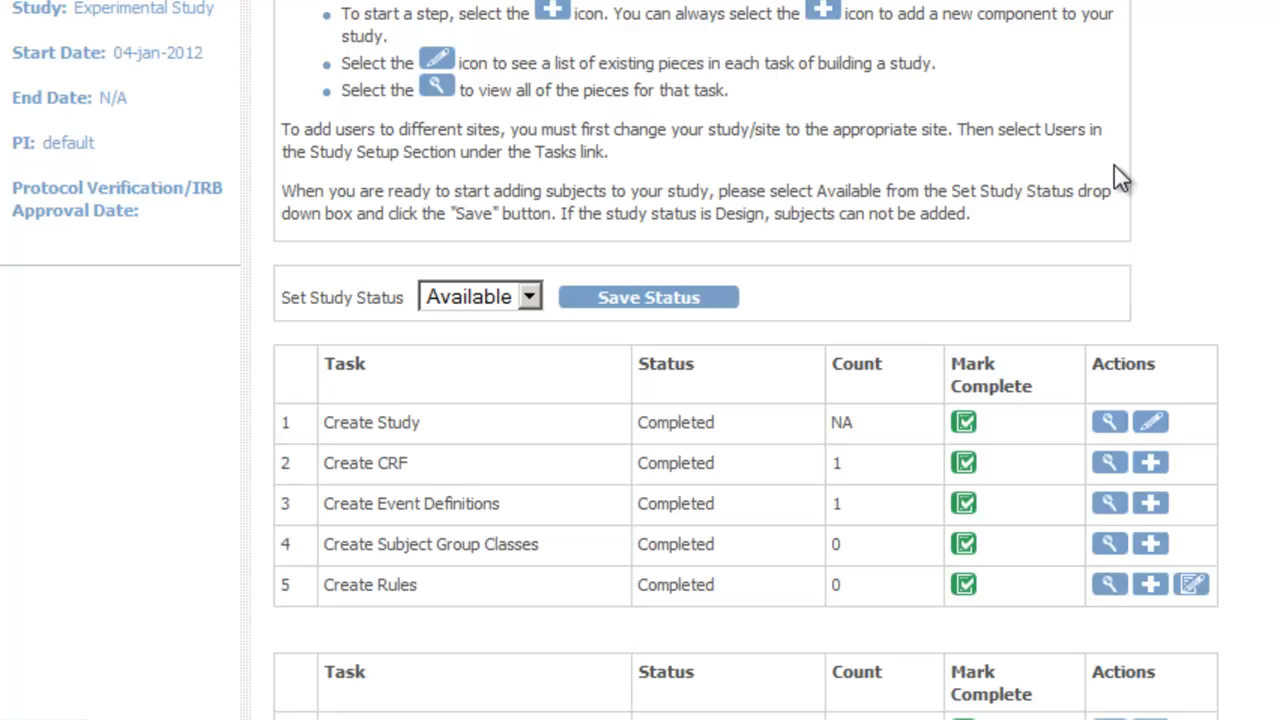 Study: Experimental Study
Start Date: 04-jan-2012
End Date: N/A
PI: default
Protocol Verification/IRB
Approval Date:
To start a step, select the icon. You can always select the icon to add a new component to your
study.
Select the icon to see a list of existing pieces in each task of building a study.
Select the to view all of the pieces for that task.
To add users to different sites, you must first change your study/site to the appropriate site. Then select Users in
the Study Setup Section under the Tasks link.
When you are ready to start adding subjects to your study, please select Available from the Set Study Status drop
down box and click the "Save" button. If the study status is Design, subjects can not be added.
Set Study Status Available Save Status
Task Status Count Mark Complete Actions
1 Create Study Completed NA
2 Create CRF Completed 1
3 Create Event Definitions Completed 1
4 Create Subject Group Classes Completed 0
5 Create Rules Completed 0
Task Status Count Mark Complete Actions